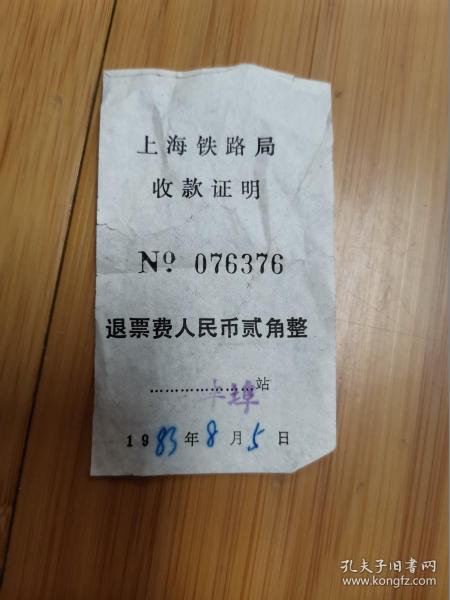 上海铁路局
收款证明
Nº 076376
退票费人民币贰角整
…………………站
埠
1983年8月5日
孔夫子旧书网
www.kongfz.com